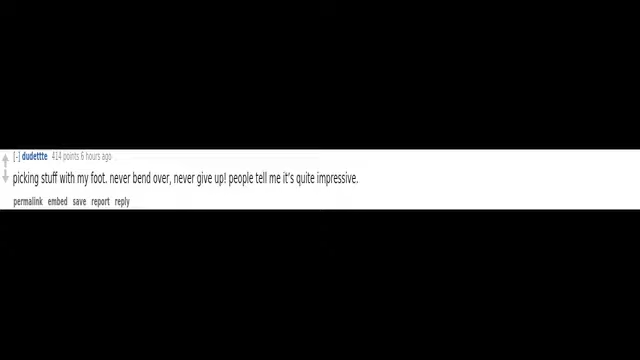 [-] dudettte 414 points 6 hours ago
picking stuff with my foot. never bend over, never give up! people tell me it's quite impressive.
permalink embed save report reply